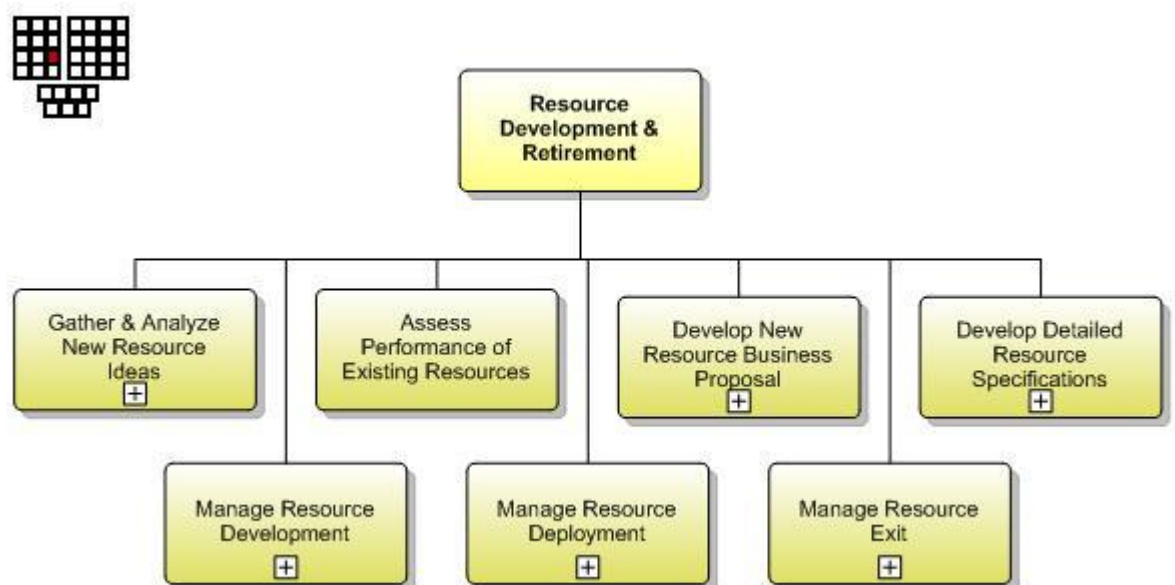 Resource
Development &
Retirement
Gather & Analyze
New Resource
Ideas
Assess
Performance of
Existing Resources
Develop New
Resource Business
Proposal
Develop Detailed
Resource
Specifications
Manage Resource
Development
Manage Resource
Deployment
Manage Resource
Exit